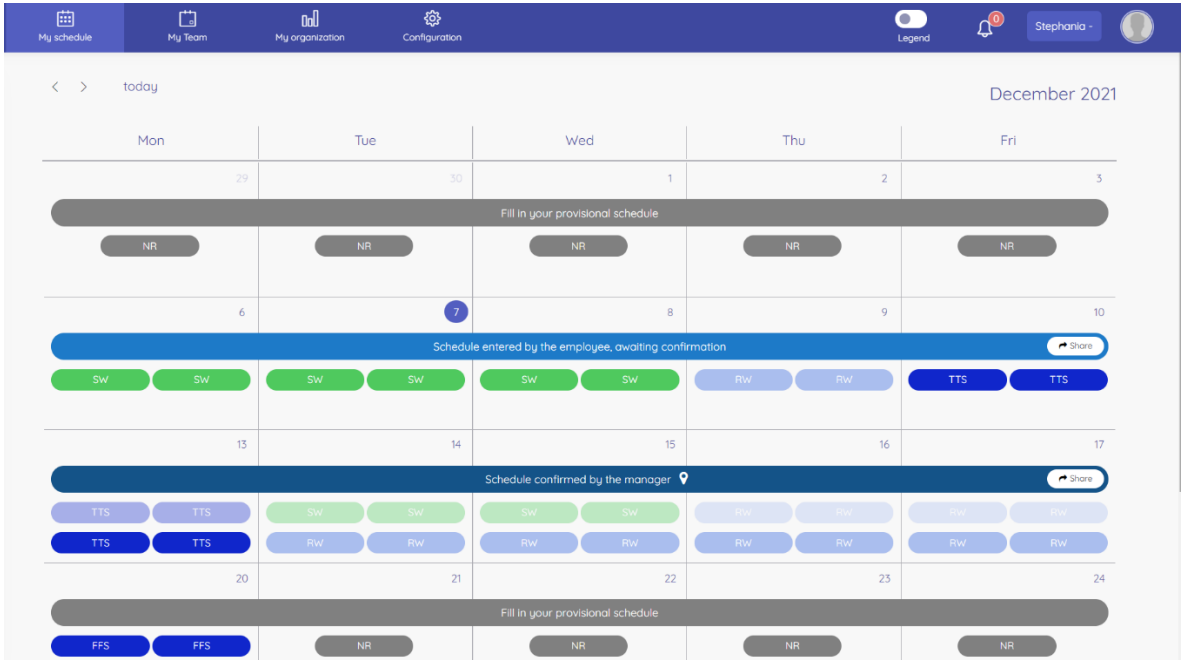 My schedule My Team My organization Configuration Legend 0 Stephania -
today
December 2021
Mon Tue Wed Thu Fri
29 30 1 2 3
Fill in your provisional schedule
NR NR NR NR NR
6 7 8 9 10
Schedule entered by the employee, awaiting confirmation Share
SW SW SW SW SW SW RW RW TTS TTS
13 14 15 16 17
Schedule confirmed by the manager Share
TTS TTS SW SW SW SW RW RW RW RW
TTS TTS RW RW RW RW RW RW RW RW
20 21 22 23 24
Fill in your provisional schedule
FFS FFS NR NR NR NR